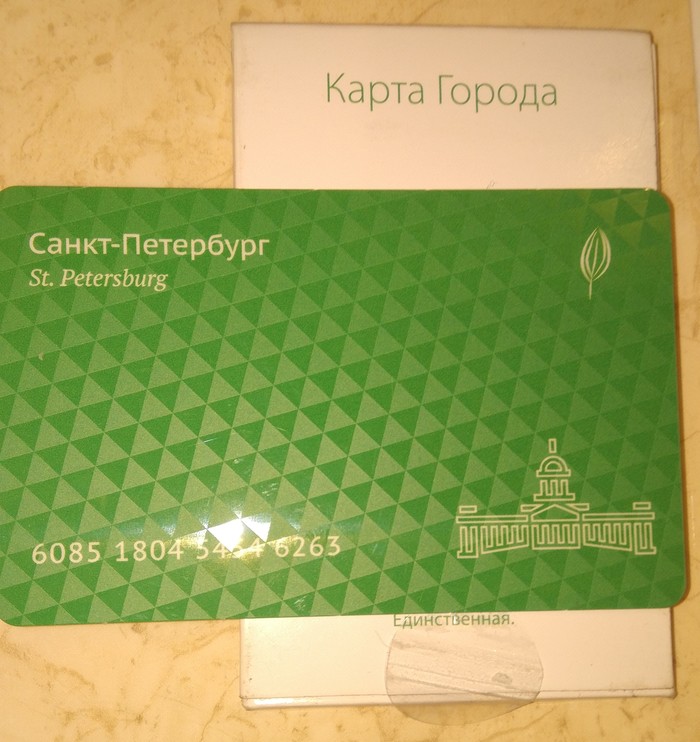 Карта Города
Санкт-Петербург
St. Petersburg
6085 1804 6263
Единственная.